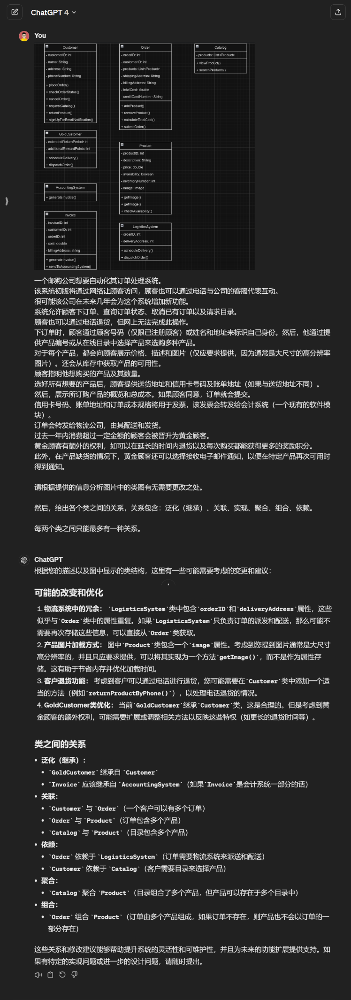 ChatGPT 4
You
Customer
- customerID: int
- name: String
- address: String
- phoneNumber: String
+ placeOrder()
+ checkOrderStatus()
+ cancelOrder()
+ requestCatalog()
+ returnProduct()
+ signUpForEmailNotification()
Order
- orderID: int
- customerID: int
- products: List<Product>
- shippingAddress: String
- billingAddress: String
- totalCost: double
- creditCardNumber: String
+ addProduct()
+ removeProduct()
+ calculateTotalCost()
+ submitOrder()
Catalog
- products: List<Product>
+ viewProduct()
+ searchProducts()
GoldCustomer
- extendedReturnPeriod: int
- additionalRewardPoints: int
+ scheduleDelivery()
+ dispatchOrder()
Product
- productID: int
- description: String
- price: double
- availability: boolean
- inventoryNumber: int
- image: Image
+ getImage()
+ getImage()
+ checkAvailability()
AccountingSystem
+ generateInvoice()
Invoice
- invoiceID: int
- customerID: int
- orderID: int
- cost: double
- billingAddress: string
+ generateInvoice()
+ sendToAccountingSystem()
LogisticsSystem
- orderID: int
- deliveryAddress: int
+ scheduleDelivery()
+ dispatchOrder()
一个邮购公司想要自动化其订单处理系统。
该系统初版将通过网络让顾客访问，顾客也可以通过电话与公司的客服代表互动。
很可能该公司在未来几年会为这个系统增加新功能。
系统允许顾客下订单、查询订单状态、取消已有订单以及请求目录。
顾客也可以通过电话退货，但网上无法完成此操作。
下订单时，顾客通过顾客号码（仅限已注册顾客）或姓名和地址来标识自己身份。然后，他通过提
供产品编号或从在线目录中选择产品来选购多种产品。
对于每个产品，都会向顾客展示价格、描述和图片（仅应要求提供，因为通常是大尺寸的高分辨率
图片）。还会从库存中获取产品的可用性。
顾客指明他想购买的产品及其数量。
选好所有想要的产品后，顾客提供送货地址和信用卡号码及账单地址（如果与送货地址不同）。
然后，展示所订购产品的概览和总成本。如果顾客同意，订单就会提交。
信用卡号码、账单地址和订单成本规格将用于发票，该发票会转发给会计系统（一个现有的软件模
块）。
订单会转发给物流公司，由其配送和发货。
过去一年内消费超过一定金额的顾客会被晋升为黄金顾客。
黄金顾客有额外的权利，如可以在延长的时间内退货以及每次购买都能获得更多的奖励积分。
此外，在产品缺货的情况下，黄金顾客还可以选择接收电子邮件通知，以便在特定产品再次可用时
得到通知。
请根据提供的信息分析图片中的类图有无需要更改之处。
然后，给出各个类之间的关系，关系包含：泛化（继承）、关联、实现、聚合、组合、依赖。
每两个类之间只能最多有一种关系。
ChatGPT
根据您的描述以及图中显示的类结构，这里有一些可能需要考虑的变更和建议：
可能的改变和优化
1. 物流系统中的冗余： `LogisticsSystem`类中包含`orderID`和`deliveryAddress`属性，这些
似乎与`Order`类中的属性重复。如果`LogisticsSystem`只负责订单的派发和配送，那么可能不
需要再次存储这些信息，可以直接从`Order`类获取。
2. 产品图片加载方式： 图中`Product`类包含一个`image`属性。考虑到您提到图片通常是大尺寸
高分辨率的，并且只应要求提供，可以将其实现为一个方法`getImage()`，而不是作为属性存
储。这有助于节省内存并优化加载时间。
3. 客户退货功能： 考虑到客户可以通过电话进行退货，您可能需要在`Customer`类中添加一个适
当的方法（例如`returnProductByPhone()`），以处理电话退货的情况。
4. GoldCustomer类优化： 当前`GoldCustomer`继承`Customer`类，这是合理的。但是考虑到黄
金顾客的额外权利，可能需要扩展或调整相关方法以反映这些特权（如更长的退货时间等）。
类之间的关系
• 泛化（继承）：
• `GoldCustomer` 继承自 `Customer`
• `Invoice` 应该继承自 `AccountingSystem`（如果`Invoice`是会计系统一部分的话）
• 关联：
• `Customer` 与 `Order`（一个客户可以有多个订单）
• `Order` 与 `Product`（订单包含多个产品）
• `Catalog` 与 `Product`（目录包含多个产品）
• 依赖：
• `Order` 依赖于 `LogisticsSystem`（订单需要物流系统来派送和配送）
• `Customer` 依赖于 `Catalog`（客户需要目录来选择产品）
• 聚合：
• `Catalog` 聚合 `Product`（目录组合了多个产品，但产品可以存在于多个目录中）
• 组合：
• `Order` 组合 `Product`（订单由多个产品组成，如果订单不存在，则产品也不会以订单的一
部分存在）
这些关系和修改建议能够帮助提升系统的灵活性和可维护性，并且为未来的功能扩展提供支持。如
果有特定的实现问题或进一步的设计问题，请随时提出。